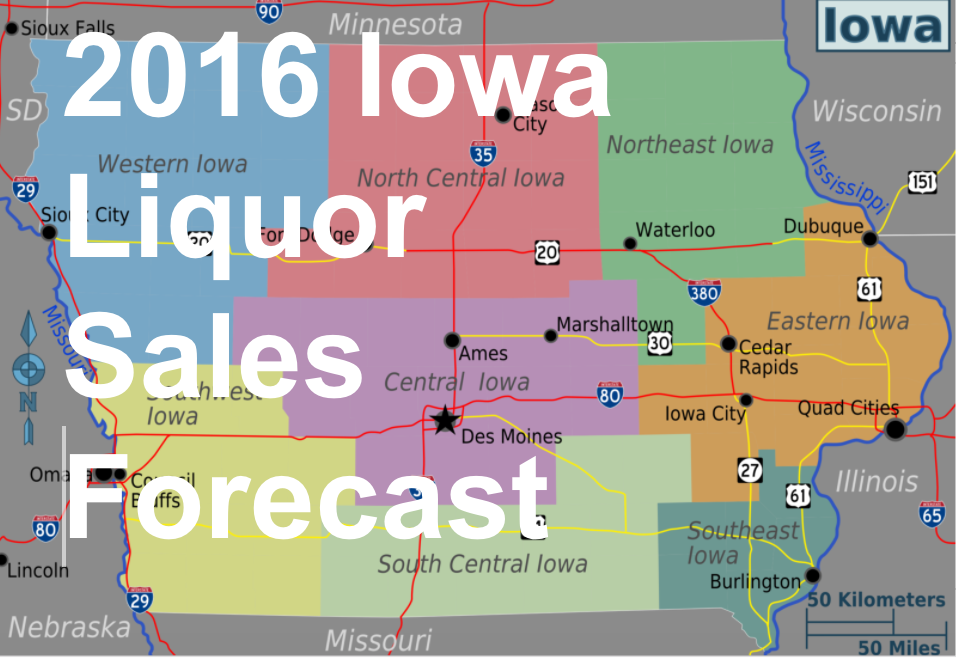 90
Sioux Falls
Minnesota
Iowa
2016 Iowa
SD
City
Wisconsin
Northeast Iowa
35
Western Iowa
North Central Iowa
Mississippi
151
29
Liquor
Sioux City
Waterloo
Dubuque
Fort Dodge
20
20
61
380
Missouri
Eastern Iowa
Marshalltown
30
Ames
Cedar
Rapids
Sales
Central Iowa
Southwest
Iowa
N
80
Iowa City
Quad Cities
Des Moines
Forecast
Council
Bluffs
27
61
Illinois
80
65
Southeast
Iowa
South Central Iowa
Lincoln
Burlington
29
50 Kilometers
Nebraska
Missouri
50 Miles